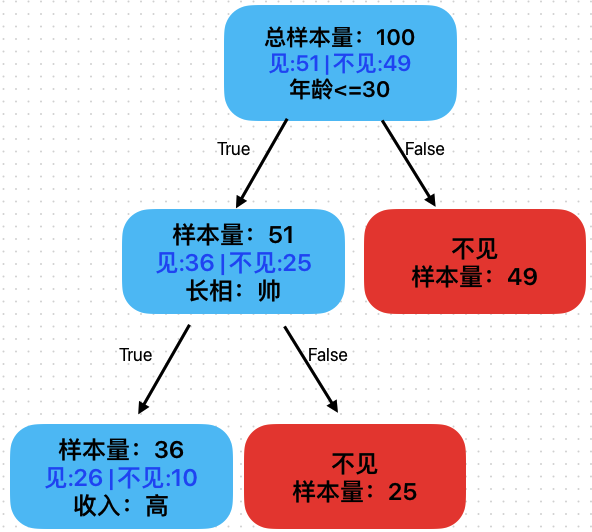 总样本量：100
见:51|不见:49
年龄<=30
True
False
样本量：51
见:36|不见:25
长相：帅
不见
样本量：49
True
False
样本量：36
见:26|不见:10
收入：高
不见
样本量：25